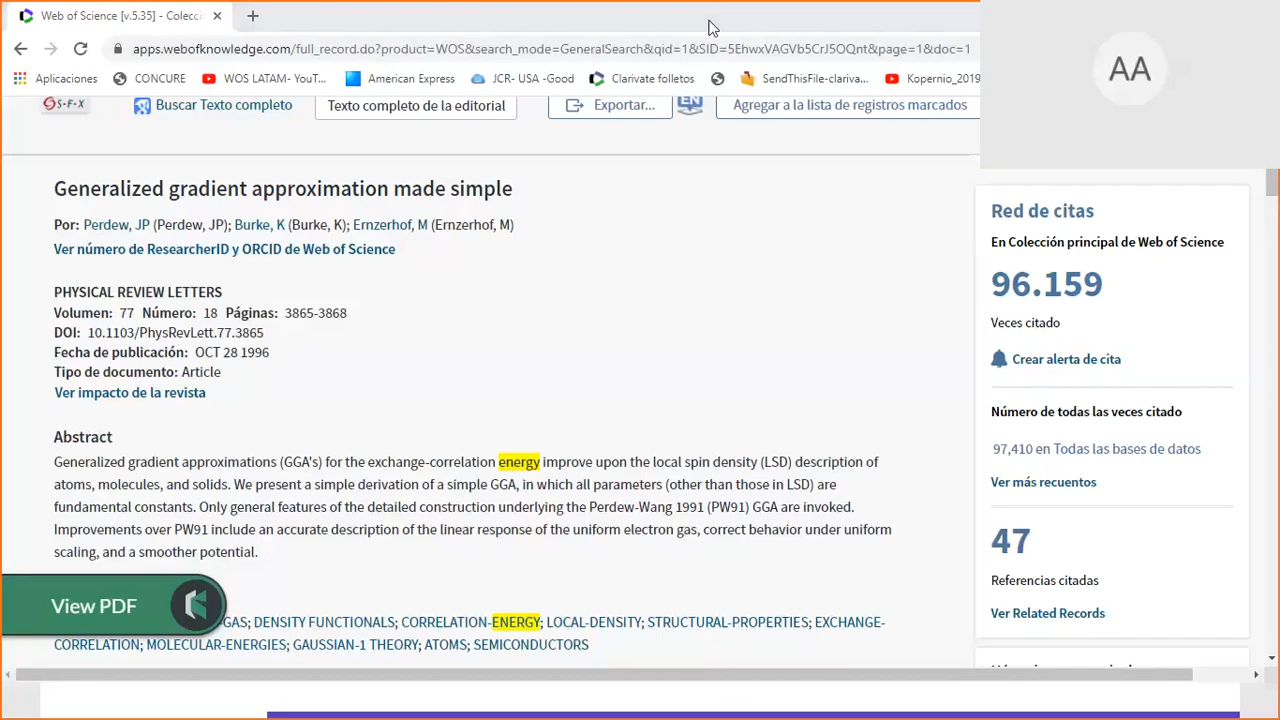 Web of Science [v.5.35] - Colecci
AA
apps.webofknowledge.com/full_record.do?product=WOS&search_mode=GeneralSearch&qid=1&SID=5EhwxVAGVb5CrJ5OQnt&page=1&doc=1
Aplicaciones CONCURE WOS LATAM- YouT... American Express JCR- USA -Good Clarivate folletos SendThisFile-clariva... Kopernio_2019
S·F·X Buscar Texto completo Texto completo de la editorial Exportar... EN Agregar a la lista de registros marcados
Generalized gradient approximation made simple
Por: Perdew, JP (Perdew, JP); Burke, K (Burke, K); Ernzerhof, M (Ernzerhof, M)
Ver número de ResearcherID y ORCID de Web of Science
PHYSICAL REVIEW LETTERS
Volumen: 77 Número: 18 Páginas: 3865-3868
DOI: 10.1103/PhysRevLett.77.3865
Fecha de publicación: OCT 28 1996
Tipo de documento: Article
Ver impacto de la revista
Abstract
Generalized gradient approximations (GGA's) for the exchange-correlation energy improve upon the local spin density (LSD) description of
atoms, molecules, and solids. We present a simple derivation of a simple GGA, in which all parameters (other than those in LSD) are
fundamental constants. Only general features of the detailed construction underlying the Perdew-Wang 1991 (PW91) GGA are invoked.
Improvements over PW91 include an accurate description of the linear response of the uniform electron gas, correct behavior under uniform
scaling, and a smoother potential.
View PDF
-GAS; DENSITY FUNCTIONALS; CORRELATION-ENERGY; LOCAL-DENSITY; STRUCTURAL-PROPERTIES; EXCHANGE-
CORRELATION; MOLECULAR-ENERGIES; GAUSSIAN-1 THEORY; ATOMS; SEMICONDUCTORS
Red de citas
En Colección principal de Web of Science
96.159
Veces citado
Crear alerta de cita
Número de todas las veces citado
97,410 en Todas las bases de datos
Ver más recuentos
47
Referencias citadas
Ver Related Records